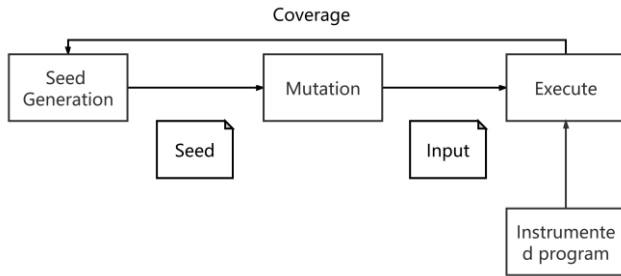 Coverage
Seed
Generation
Mutation
Execute
Seed
Input
Instrumente
d program